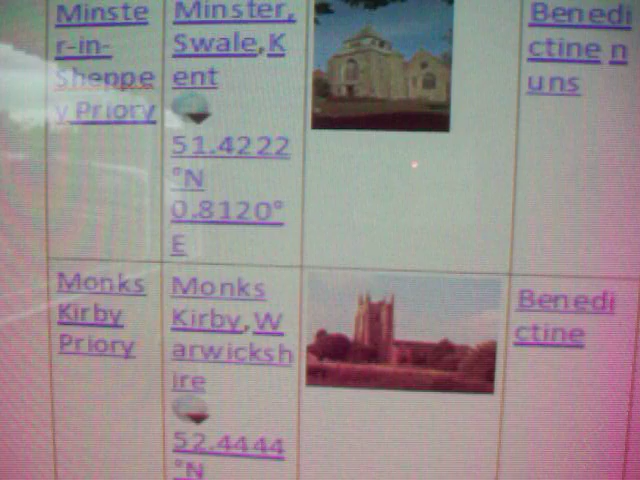 Minste
r-in-
Sheppe
y Priory
Minster,
Swale,K
ent
51.4222
°N
0.8120°
E
Benedi
ctine n
uns
Monks
Kirby
Priory
Monks
Kirby,W
arwicksh
ire
52.4444
°N
Benedi
ctine